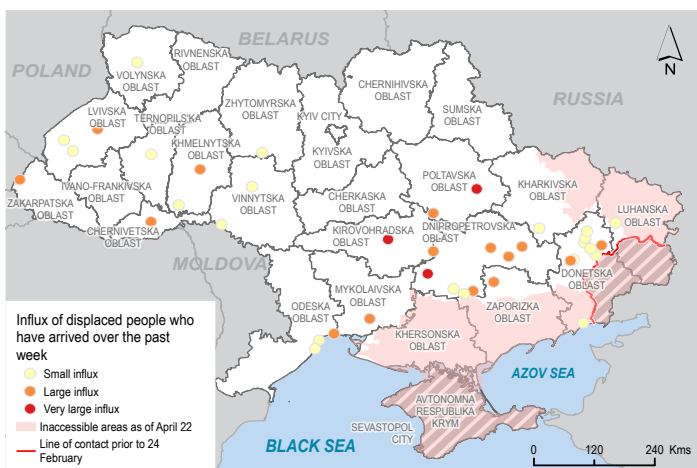 BELARUS
POLAND
RUSSIA
MOLDOVA
N
VOLYNSKA
OBLAST
RIVNENSKA
OBLAST
ZHYTOMYRSKA
OBLAST
KYIV CITY
CHERNIHIVSKA
OBLAST
SUMSKA
OBLAST
LVIVSKA
OBLAST
TERNOPILS'KA
OBLAST
KHMELNYTSKA
OBLAST
KYIVSKA
OBLAST
POLTAVSKA
OBLAST
KHARKIVSKA
OBLAST
LUHANSKA
OBLAST
ZAKARPATSKA
OBLAST
IVANO-FRANKIVSKA
OBLAST
CHERNIVETSKA
OBLAST
VINNYTSKA
OBLAST
CHERKASKA
OBLAST
KIROVOHRADSKA
OBLAST
DNIPROPETROVSKA
OBLAST
DONETSKA
OBLAST
ODESKA
OBLAST
MYKOLAIVSKA
OBLAST
ZAPORIZKA
OBLAST
KHERSONSKA
OBLAST
AVTONOMNA
RESPUBLIKA
KRYM
SEVASTOPOL
CITY
AZOV SEA
BLACK SEA
Influx of displaced people who
have arrived over the past
week
Small influx
Large influx
Very large influx
Inaccessible areas as of April 22
Line of contact prior to 24
February
0 120 240 Kms